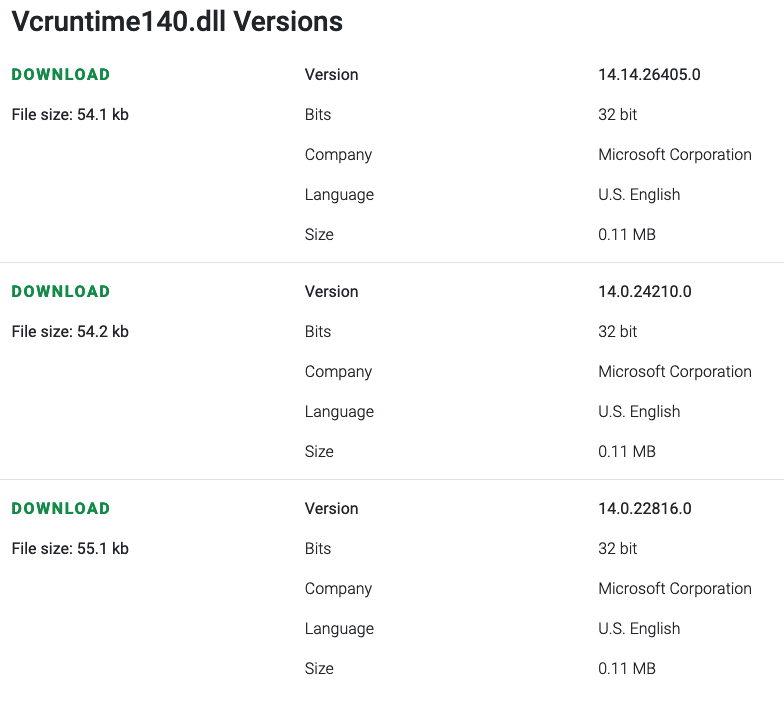 Vcruntime140.dll Versions
DOWNLOAD Version 14.14.26405.0
File size: 54.1 kb Bits 32 bit
Company Microsoft Corporation
Language U.S. English
Size 0.11 MB
DOWNLOAD Version 14.0.24210.0
File size: 54.2 kb Bits 32 bit
Company Microsoft Corporation
Language U.S. English
Size 0.11 MB
DOWNLOAD Version 14.0.22816.0
File size: 55.1 kb Bits 32 bit
Company Microsoft Corporation
Language U.S. English
Size 0.11 MB